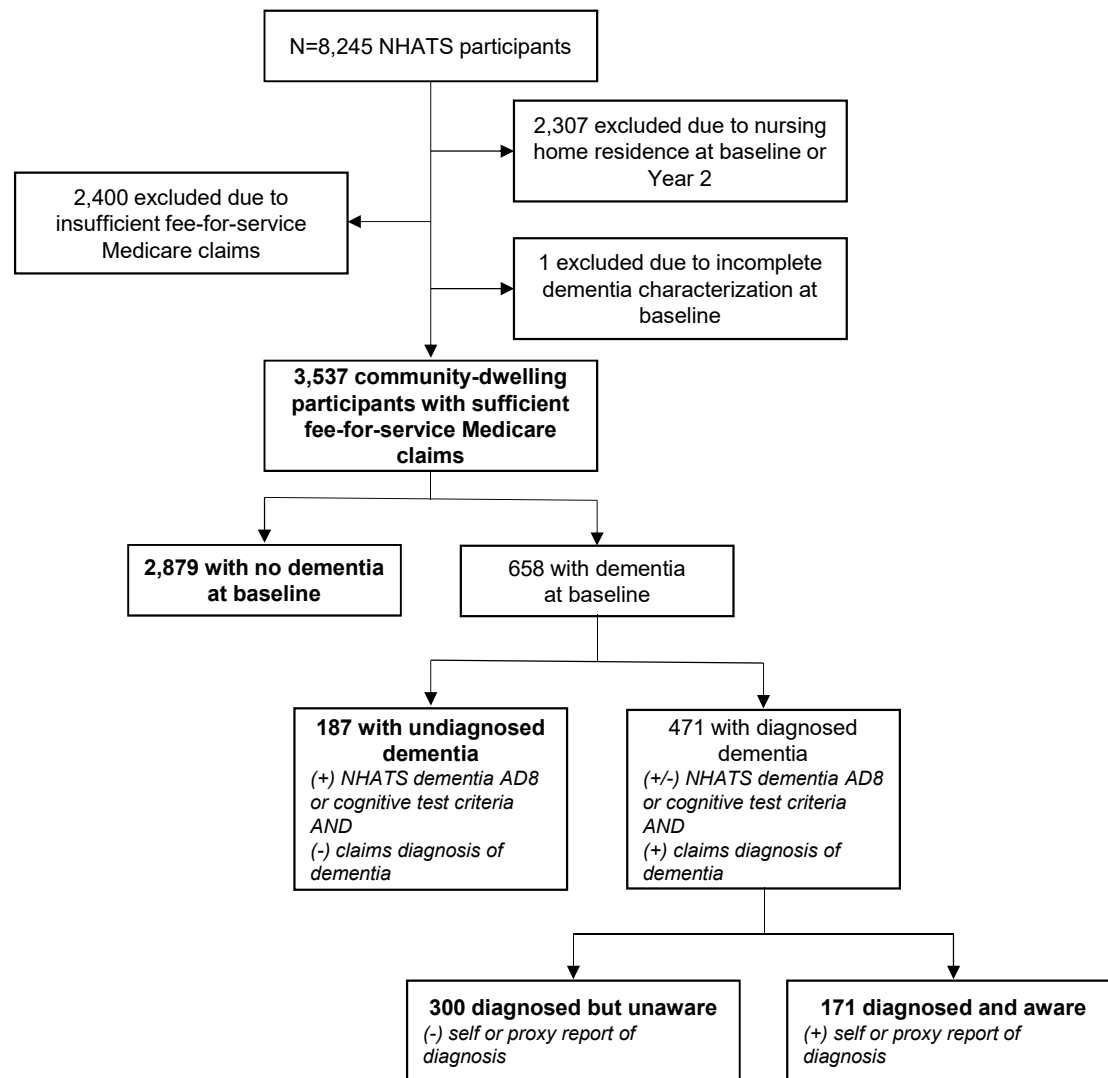 N=8,245 NHATS participants
2,307 excluded due to nursing
home residence at baseline or
Year 2
2,400 excluded due to
insufficient fee-for-service
Medicare claims
1 excluded due to incomplete
dementia characterization at
baseline
3,537 community-dwelling
participants with sufficient
fee-for-service Medicare
claims
2,879 with no dementia
at baseline
658 with dementia
at baseline
187 with undiagnosed
dementia
(+) NHATS dementia AD8
or cognitive test criteria
AND
(-) claims diagnosis of
dementia
471 with diagnosed
dementia
(+/-) NHATS dementia AD8
or cognitive test criteria
AND
(+) claims diagnosis of
dementia
300 diagnosed but unaware
(-) self or proxy report of
diagnosis
171 diagnosed and aware
(+) self or proxy report of
diagnosis